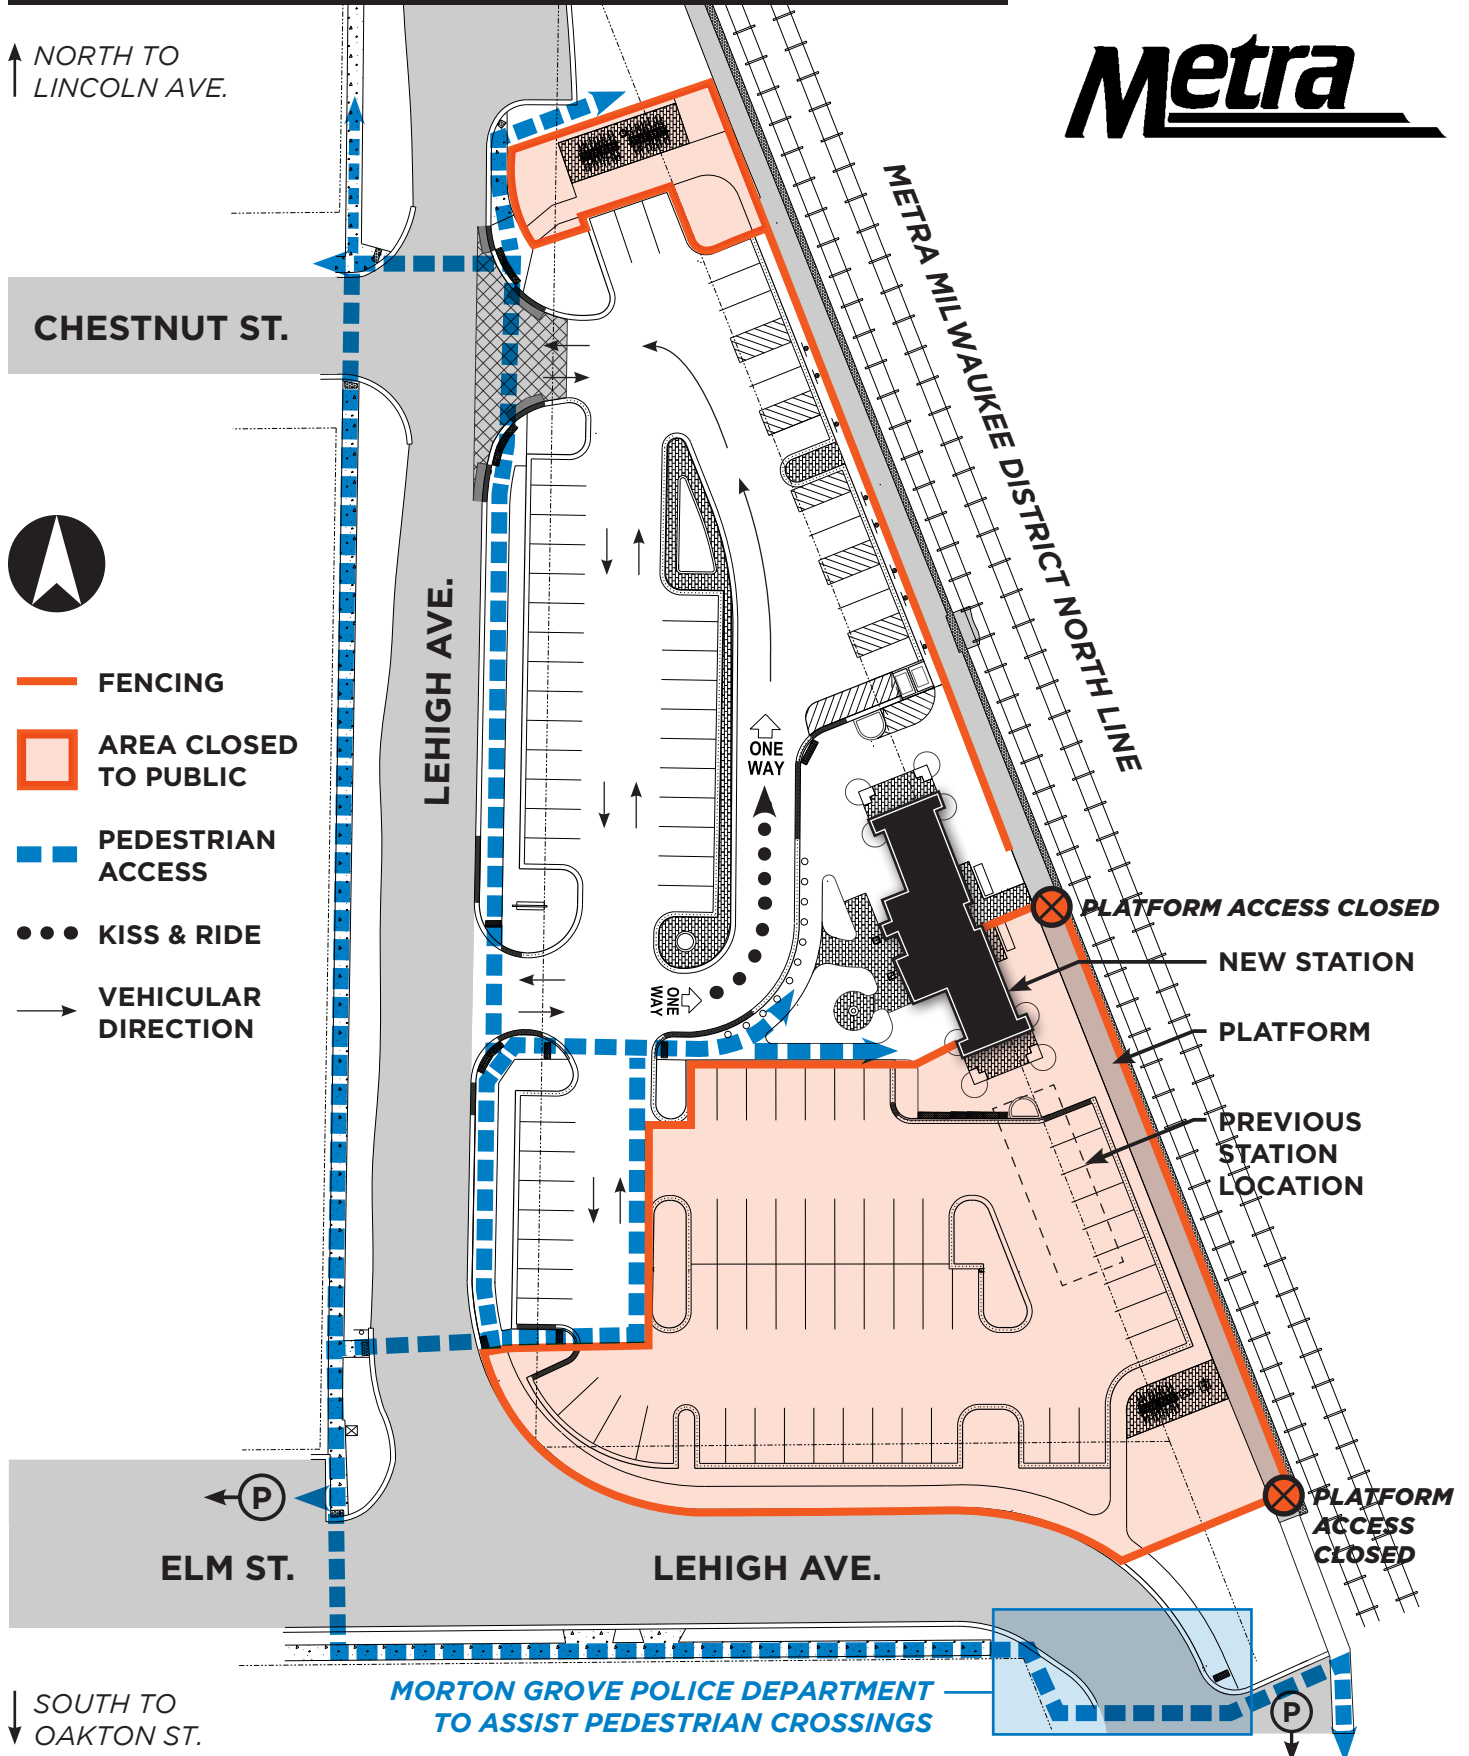 NORTH TO
LINCOLN AVE.
Metra
CHESTNUT ST.
METRA MILWAUKEE DISTRICT NORTH LINE
LEHIGH AVE.
FENCING
AREA CLOSED
TO PUBLIC
PEDESTRIAN
ACCESS
KISS & RIDE
VEHICULAR
DIRECTION
ONE
WAY
ONE
WAY
PLATFORM ACCESS CLOSED
NEW STATION
PLATFORM
PREVIOUS
STATION
LOCATION
P
ELM ST.
LEHIGH AVE.
PLATFORM
ACCESS
CLOSED
MORTON GROVE POLICE DEPARTMENT
TO ASSIST PEDESTRIAN CROSSINGS
P
SOUTH TO
OAKTON ST.